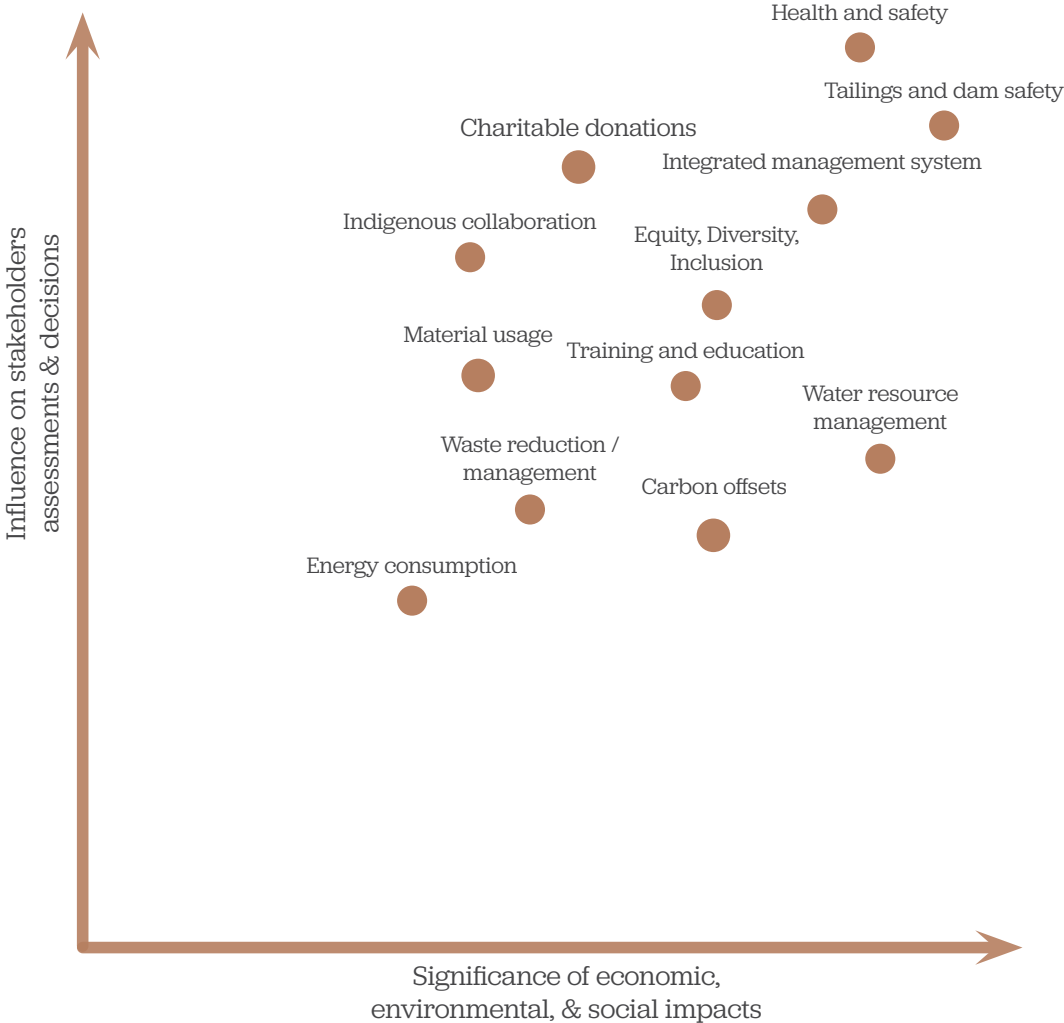 Health and safety
Tailings and dam safety
Charitable donations
Integrated management system
Indigenous collaboration
Equity, Diversity,
Inclusion
Material usage
Training and education
Water resource
management
Waste reduction /
management
Carbon offsets
Energy consumption
Influence on stakeholders
assessments & decisions
Significance of economic,
environmental, & social impacts